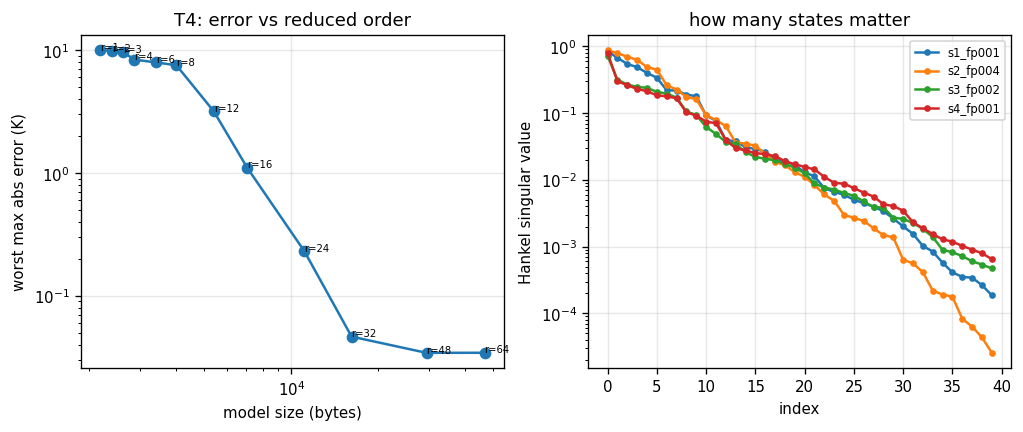 T4: error vs reduced order
worst max abs error (K)
10¹
10⁰
10⁻¹
r=1
r=2
r=3
r=4
r=6
r=8
r=12
r=16
r=24
r=32
r=48
r=64
10⁴
model size (bytes)
how many states matter
Hankel singular value
10⁰
10⁻¹
10⁻²
10⁻³
10⁻⁴
s1_fp001
s2_fp004
s3_fp002
s4_fp001
0 5 10 15 20 25 30 35 40
index